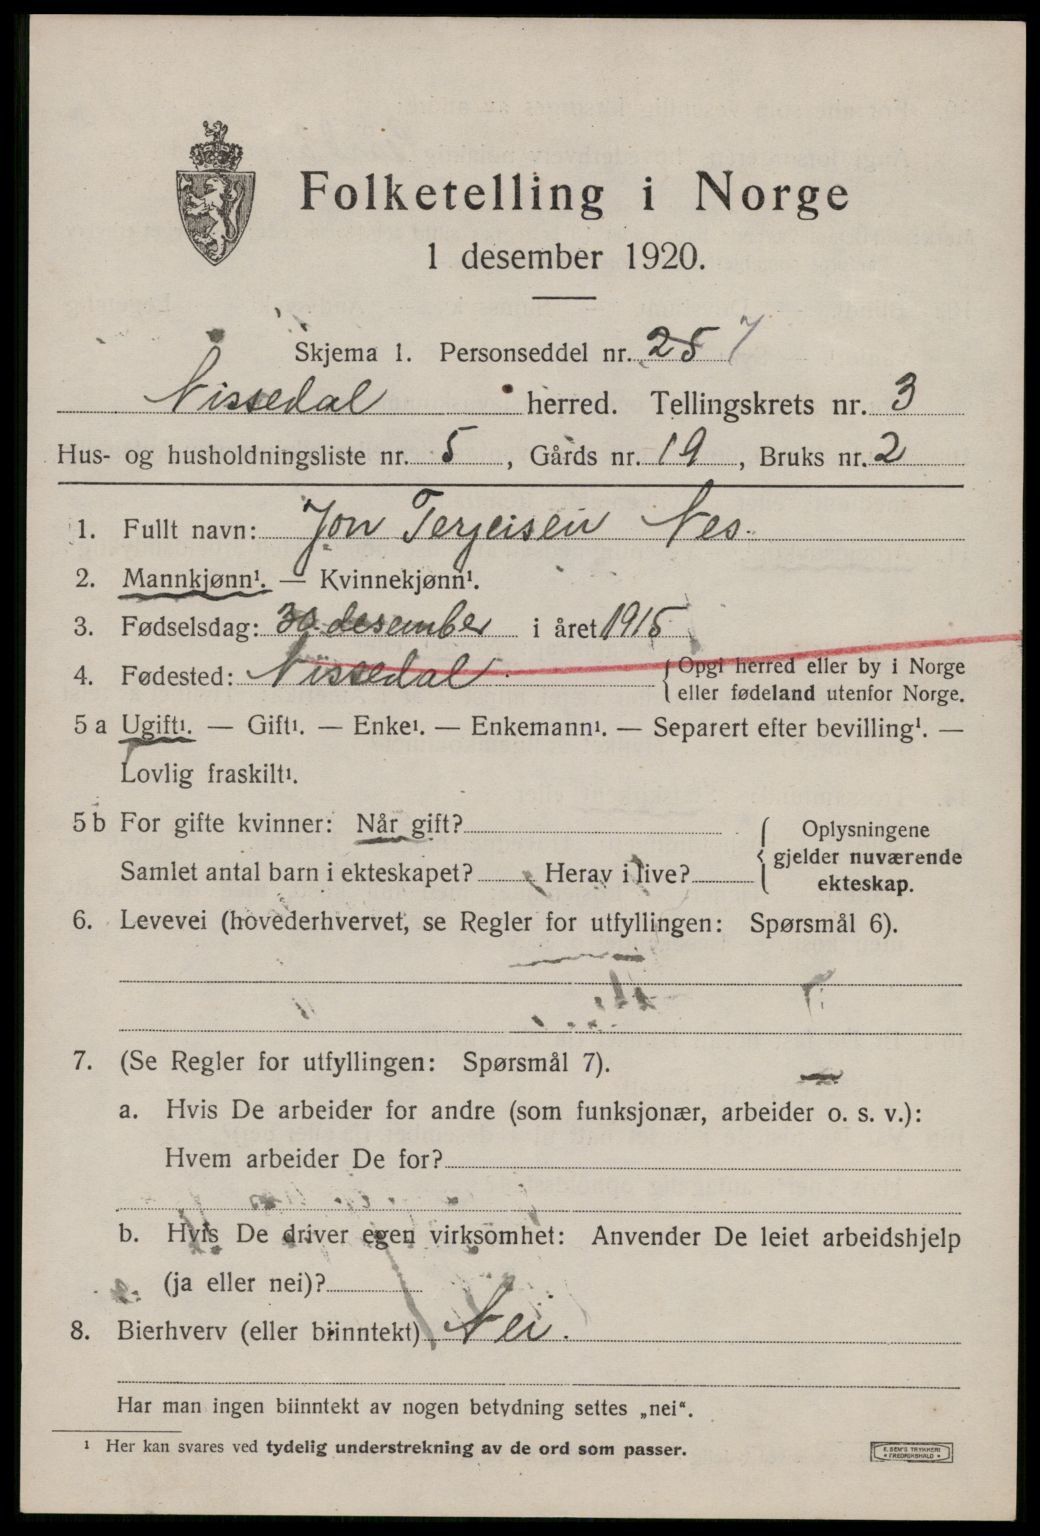 Folketelling i Norge
1 desember 1920.
Skjema 1. Personseddel nr. 25 7
Nissedal herred. Tellingskrets nr. 3
Hus- og husholdningsliste nr. 5, Gårds nr. 19, Bruks nr. 2
1. Fullt navn: Jon Terjeisen Nes.
2. Mannkjønn¹. — Kvinnekjønn¹.
3. Fødselsdag: 30. desember i året 1915
4. Fødested: Nissedal. { Opgi herred eller by i Norge
eller fødeland utenfor Norge.
5 a Ugift¹. — Gift¹. — Enke¹. — Enkemann¹. — Separert efter bevilling¹. —
Lovlig fraskilt¹.
5 b For gifte kvinner: Når gift? { Oplysningene
gjelder nuværende
Samlet antal barn i ekteskapet? Herav i live?
ekteskap.
6. Levevei (hovederhvervet, se Regler for utfyllingen: Spørsmål 6).
7. (Se Regler for utfyllingen: Spørsmål 7).
a. Hvis De arbeider for andre (som funksjonær, arbeider o. s. v.):
Hvem arbeider De for?
b. Hvis De driver egen virksomhet: Anvender De leiet arbeidshjelp
(ja eller nei)?
8. Bierhverv (eller biinntekt) Nei.
Har man ingen biinntekt av nogen betydning settes „nei“.
¹ Her kan svares ved tydelig understrekning av de ord som passer.
E. SEM'S TRYKKERI
* FREDRIKSHALD *